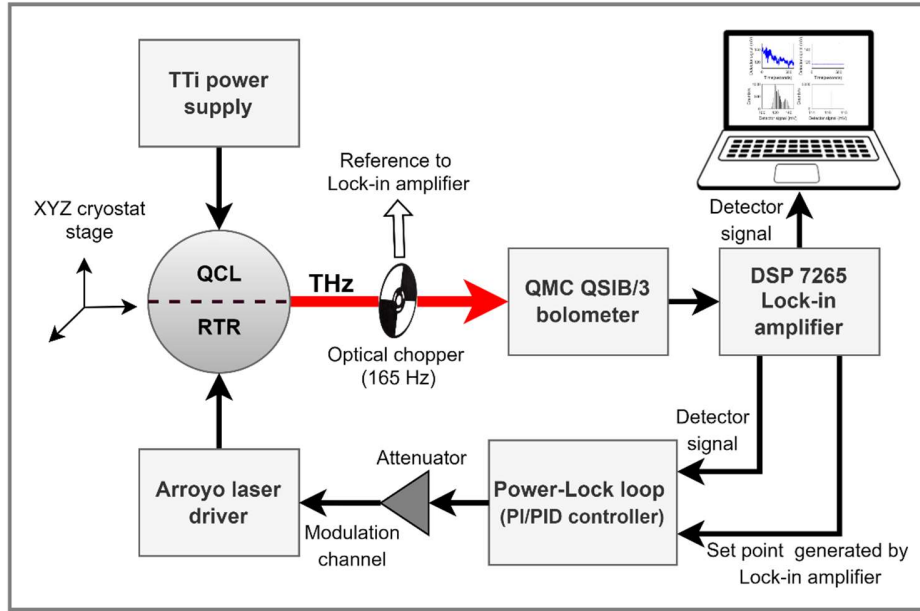 TTi power
supply
Reference to
Lock-in amplifier
XYZ cryostat
stage
QCL
RTR
THz
Optical chopper
(165 Hz)
QMC QSIB/3
bolometer
Detector
signal
DSP 7265
Lock-in
amplifier
Detector
signal
Attenuator
Arroyo laser
driver
Modulation
channel
Power-Lock loop
(PI/PID controller)
Set point generated by
Lock-in amplifier